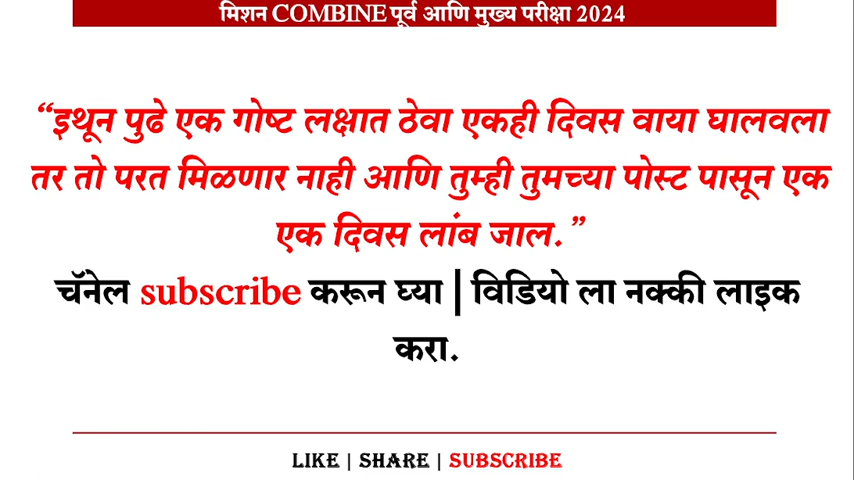 मिशन COMBINE पूर्व आणि मुख्य परीक्षा 2024
“इथून पुढे एक गोष्ट लक्षात ठेवा एकही दिवस वाया घालवला
तर तो परत मिळणार नाही आणि तुम्ही तुमच्या पोस्ट पासून एक
एक दिवस लांब जाल.”
चॅनेल subscribe करून घ्या | विडियो ला नक्की लाइक
करा.
LIKE | SHARE | SUBSCRIBE